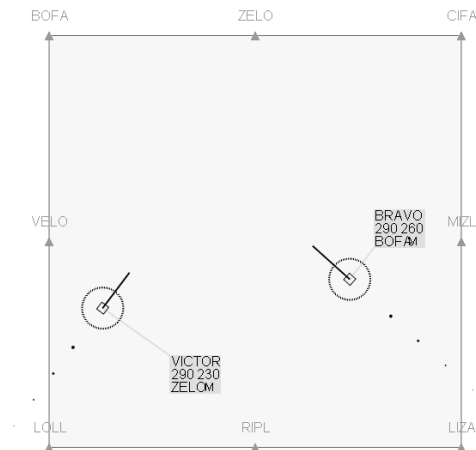 BOFA ZELO CIFA
BRAVO
290 260
BOFAM
VELO MIZL
VICTOR
290 230
ZELOM
LOLL RIPL LIZA